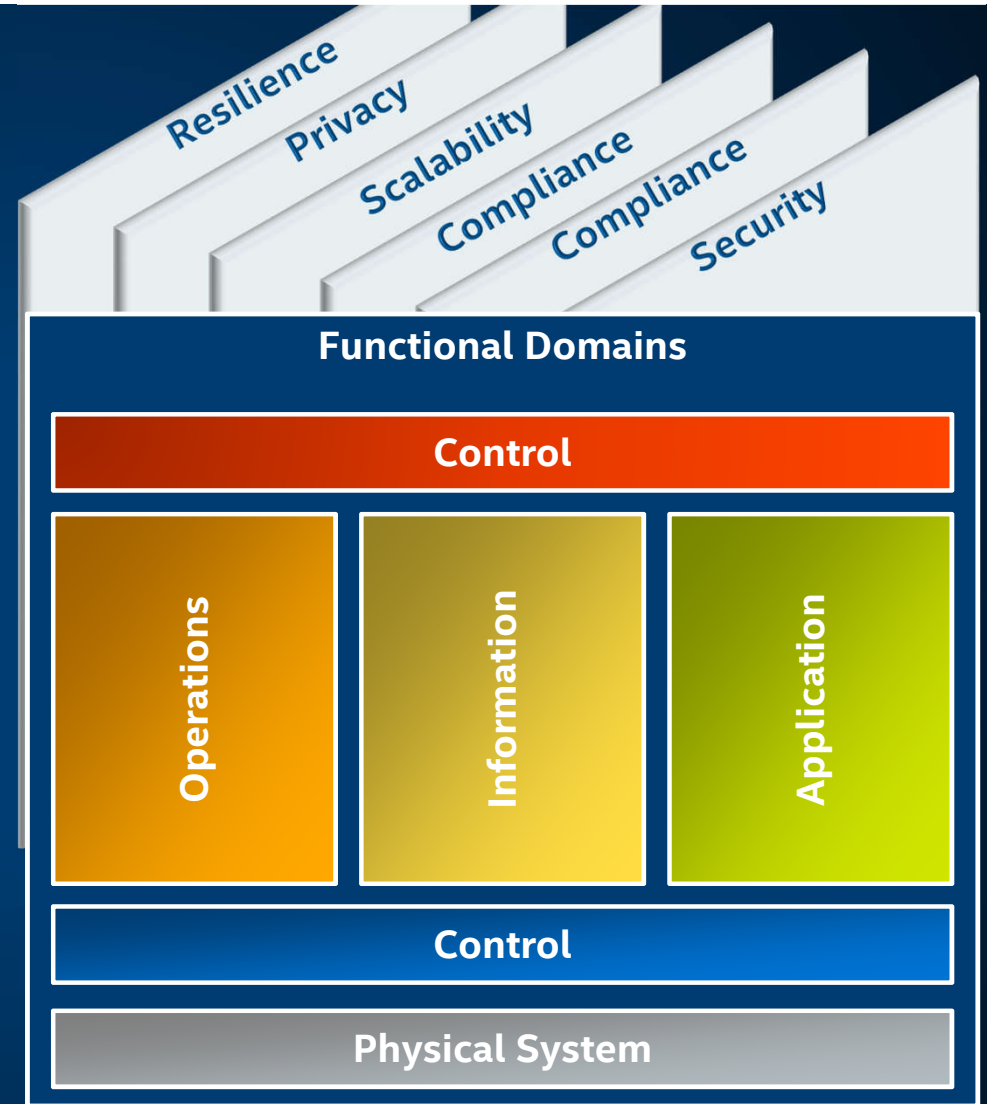 Resilience
Privacy
Scalability
Compliance
Compliance
Security
Functional Domains
Control
Operations
Information
Application
Control
Physical System